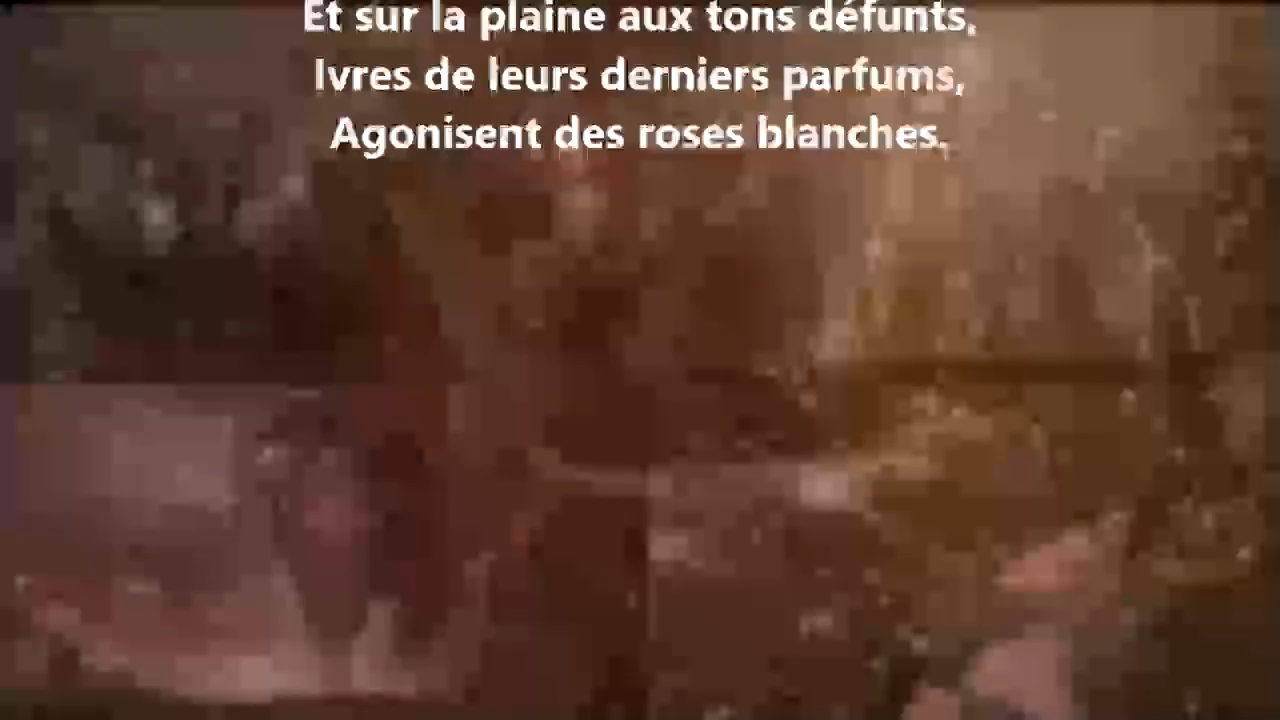 Et sur la plaine aux tons défunts,
Ivres de leurs derniers parfums,
Agonisent des roses blanches.